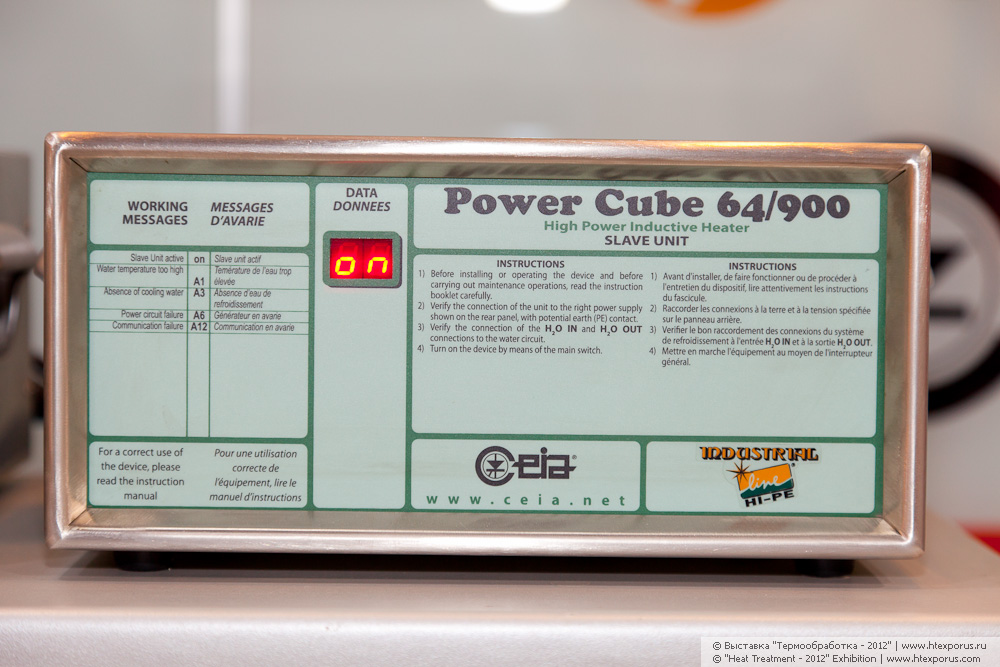 WORKING
MESSAGES
MESSAGES
D'AVARIE
Slave Unit active on Slave unit actif
Water temperature too high A1 Temérature de l'eau trop
élevée
Absence of cooling water A3 Absence d'eau de
refroidissement
Power circuit failure A6 Générateur en avarie
Communication failure A12 Communication en avarie
For a correct use of
the device, please
read the instruction
manual
Pour une utilisation
correcte de
l'équipement, lire le
manuel d'instructions
DATA
DONNEES
on
Power Cube 64/900
High Power Inductive Heater
SLAVE UNIT
INSTRUCTIONS
1) Before installing or operating the device and before
carrying out maintenance operations, read the instruction
booklet carefully.
2) Verify the connection of the unit to the right power supply
shown on the rear panel, with potential earth (PE) contact.
3) Verify the connection of the H2O IN and H2O OUT
connections to the water circuit.
4) Turn on the device by means of the main switch.
INSTRUCTIONS
1) Avant d'installer, de faire fonctionner ou de procéder à
l'entretien du dispositif, lire attentivement les instructions
du fascicule.
2) Raccorder les connexions à la terre et à la tension spécifiée
sur le panneau arrière.
3) Verifier le bon raccordement des connexions du système
de refroidissement à l'entrée H2O IN et à la sortie H2O OUT.
4) Mettre en marche l'équipement au moyen de l'interrupteur
général.
Ceia®
www.ceia.net
INDUSTRIAL
line®
HI-PE
© Выставка "Термообработка - 2012" | www.htexporus.ru
© "Heat Treatment - 2012" Exhibition | www.htexporus.com